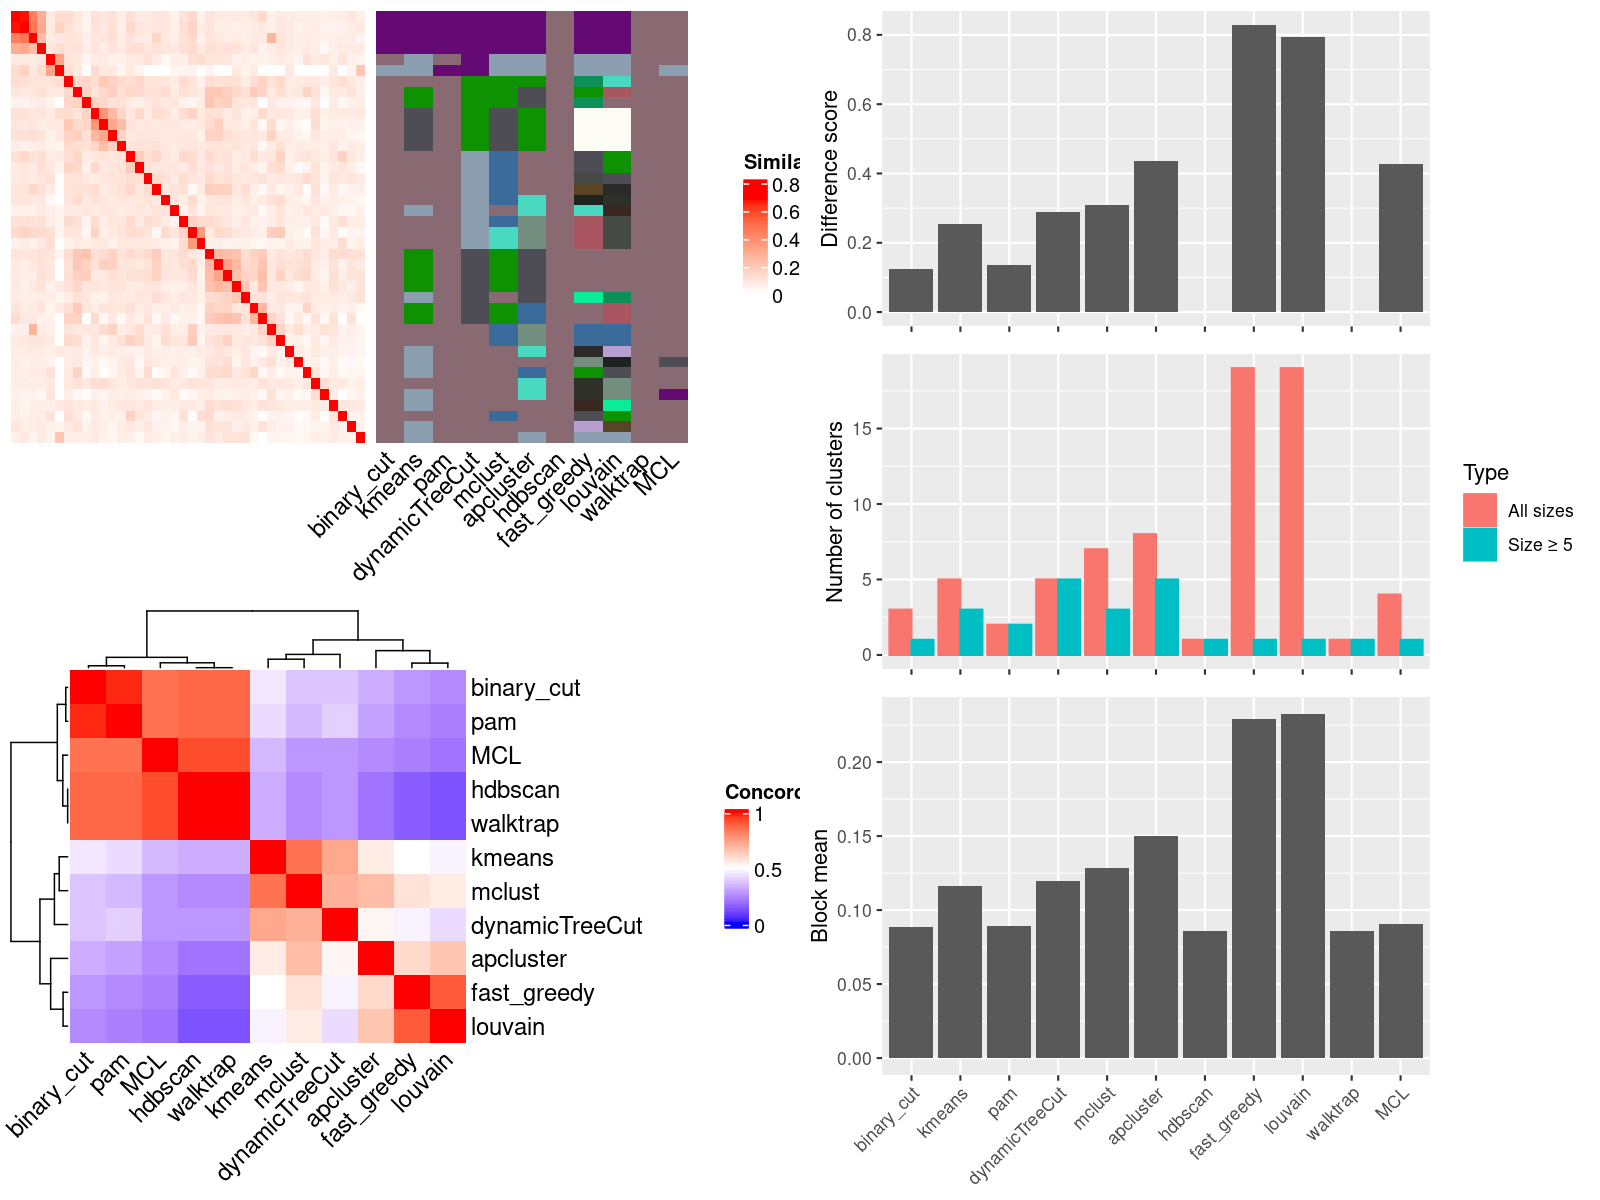 Simila
0.8
0.6
0.4
0.2
0
binary_cut
kmeans
pam
dynamicTreeCut
mclust
apcluster
hdbscan
fast_greedy
louvain
walktrap
MCL
binary_cut
pam
MCL
hdbscan
walktrap
kmeans
mclust
dynamicTreeCut
apcluster
fast_greedy
louvain
Concord
1
0.5
0
binary_cut
pam
MCL
hdbscan
walktrap
kmeans
mclust
dynamicTreeCut
apcluster
fast_greedy
louvain
Difference score
0.8
0.6
0.4
0.2
0.0
Number of clusters
15
10
5
0
Type
All sizes
Size ≥ 5
Block mean
0.20
0.15
0.10
0.05
0.00
binary_cut
kmeans
pam
dynamicTreeCut
mclust
apcluster
hdbscan
fast_greedy
louvain
walktrap
MCL